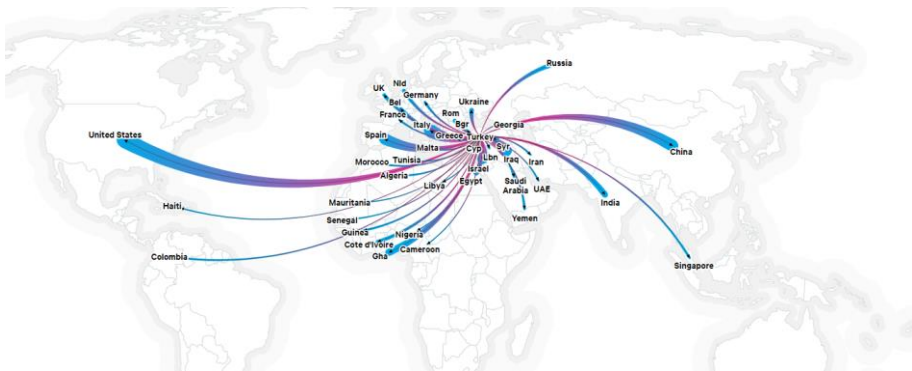 Russia
UK
Nld
Germany
Bel
Ukraine
France
Rom
Italy
Bgr
Georgia
United States
Spain
Greece
Turkey
China
Malta
Cyp
Syr
Morocco
Tunisia
Lbn
Iraq
Iran
Algeria
Israel
Libya
Egypt
Saudi
Arabia
UAE
India
Mauritania
Haiti,
Senegal
Yemen
Guinea
Nigeria
Cote d'Ivoire
Cameroon
Gha
Colombia
Singapore